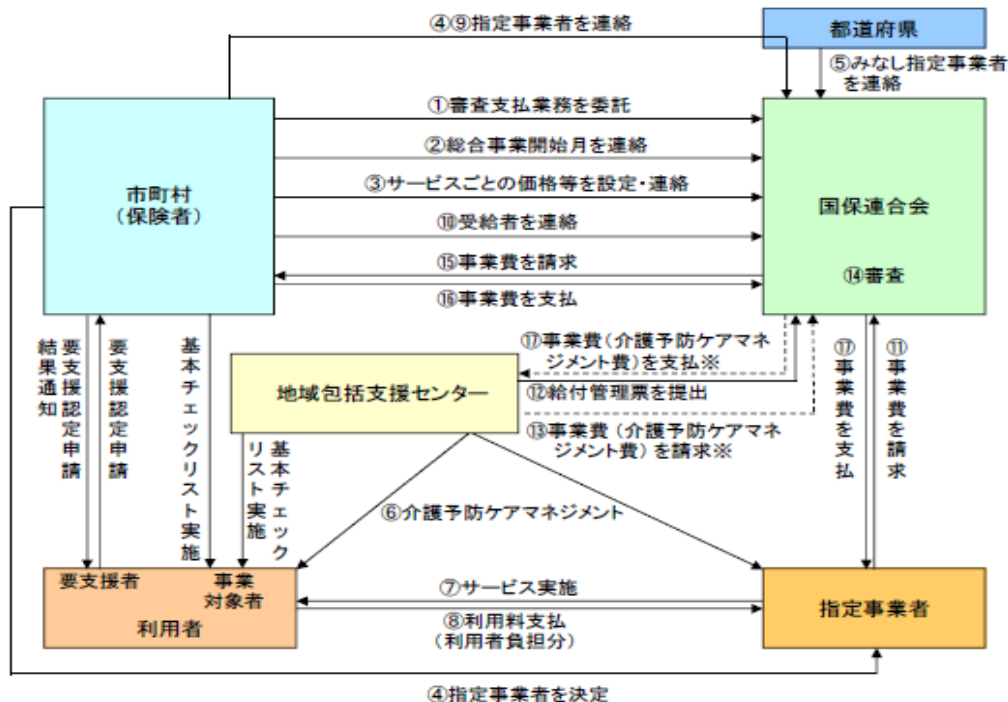 ④⑨指定事業者を連絡
都道府県
⑤みなし指定事業者
を連絡
①審査支払業務を委託
②総合事業開始月を連絡
③サービスごとの価格等を設定・連絡
市町村
（保険者）
国保連合会
⑩受給者を連絡
⑮事業費を請求
⑭審査
⑯事業費を支払
要支援認定申請
結果通知
要支援認定申請
基本チェックリスト実施
地域包括支援センター
⑰事業費（介護予防ケアマネ
ジメント費）を支払※
⑫給付管理票を提出
⑬事業費（介護予防ケアマネ
ジメント費）を請求※
⑰事業費を支払
⑪事業費を請求
基本チェック
リスト実施
⑥介護予防ケアマネジメント
要支援者
事業
対象者
利用者
⑦サービス実施
⑧利用料支払
（利用者負担分）
指定事業者
④指定事業者を決定